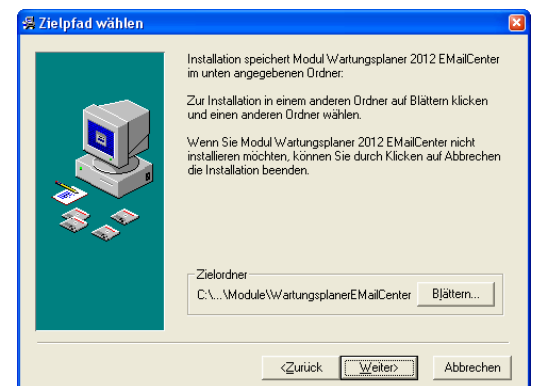 Zielpfad wählen
Installation speichert Modul Wartungsplaner 2012 EMailCenter
im unten angegebenen Ordner:
Zur Installation in einem anderen Ordner auf Blättern klicken
und einen anderen Ordner wählen.
Wenn Sie Modul Wartungsplaner 2012 EMailCenter nicht
installieren möchten, können Sie durch Klicken auf Abbrechen
die Installation beenden.
Zielordner
C:\...\Module\WartungsplanerEMailCenter Blättern...
<Zurück Weiter> Abbrechen